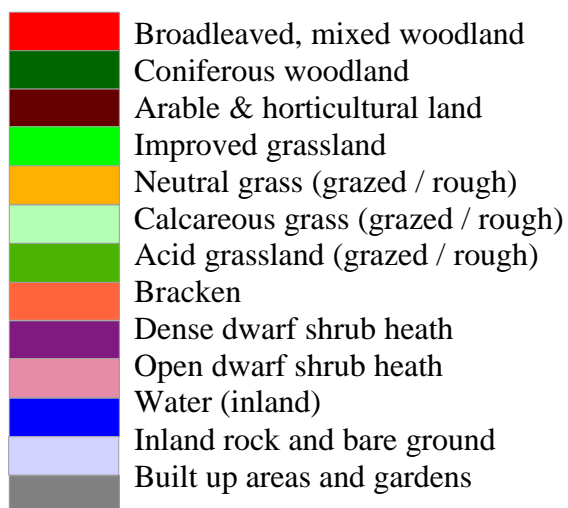 Broadleaved, mixed woodland
Coniferous woodland
Arable & horticultural land
Improved grassland
Neutral grass (grazed / rough)
Calcareous grass (grazed / rough)
Acid grassland (grazed / rough)
Bracken
Dense dwarf shrub heath
Open dwarf shrub heath
Water (inland)
Inland rock and bare ground
Built up areas and gardens